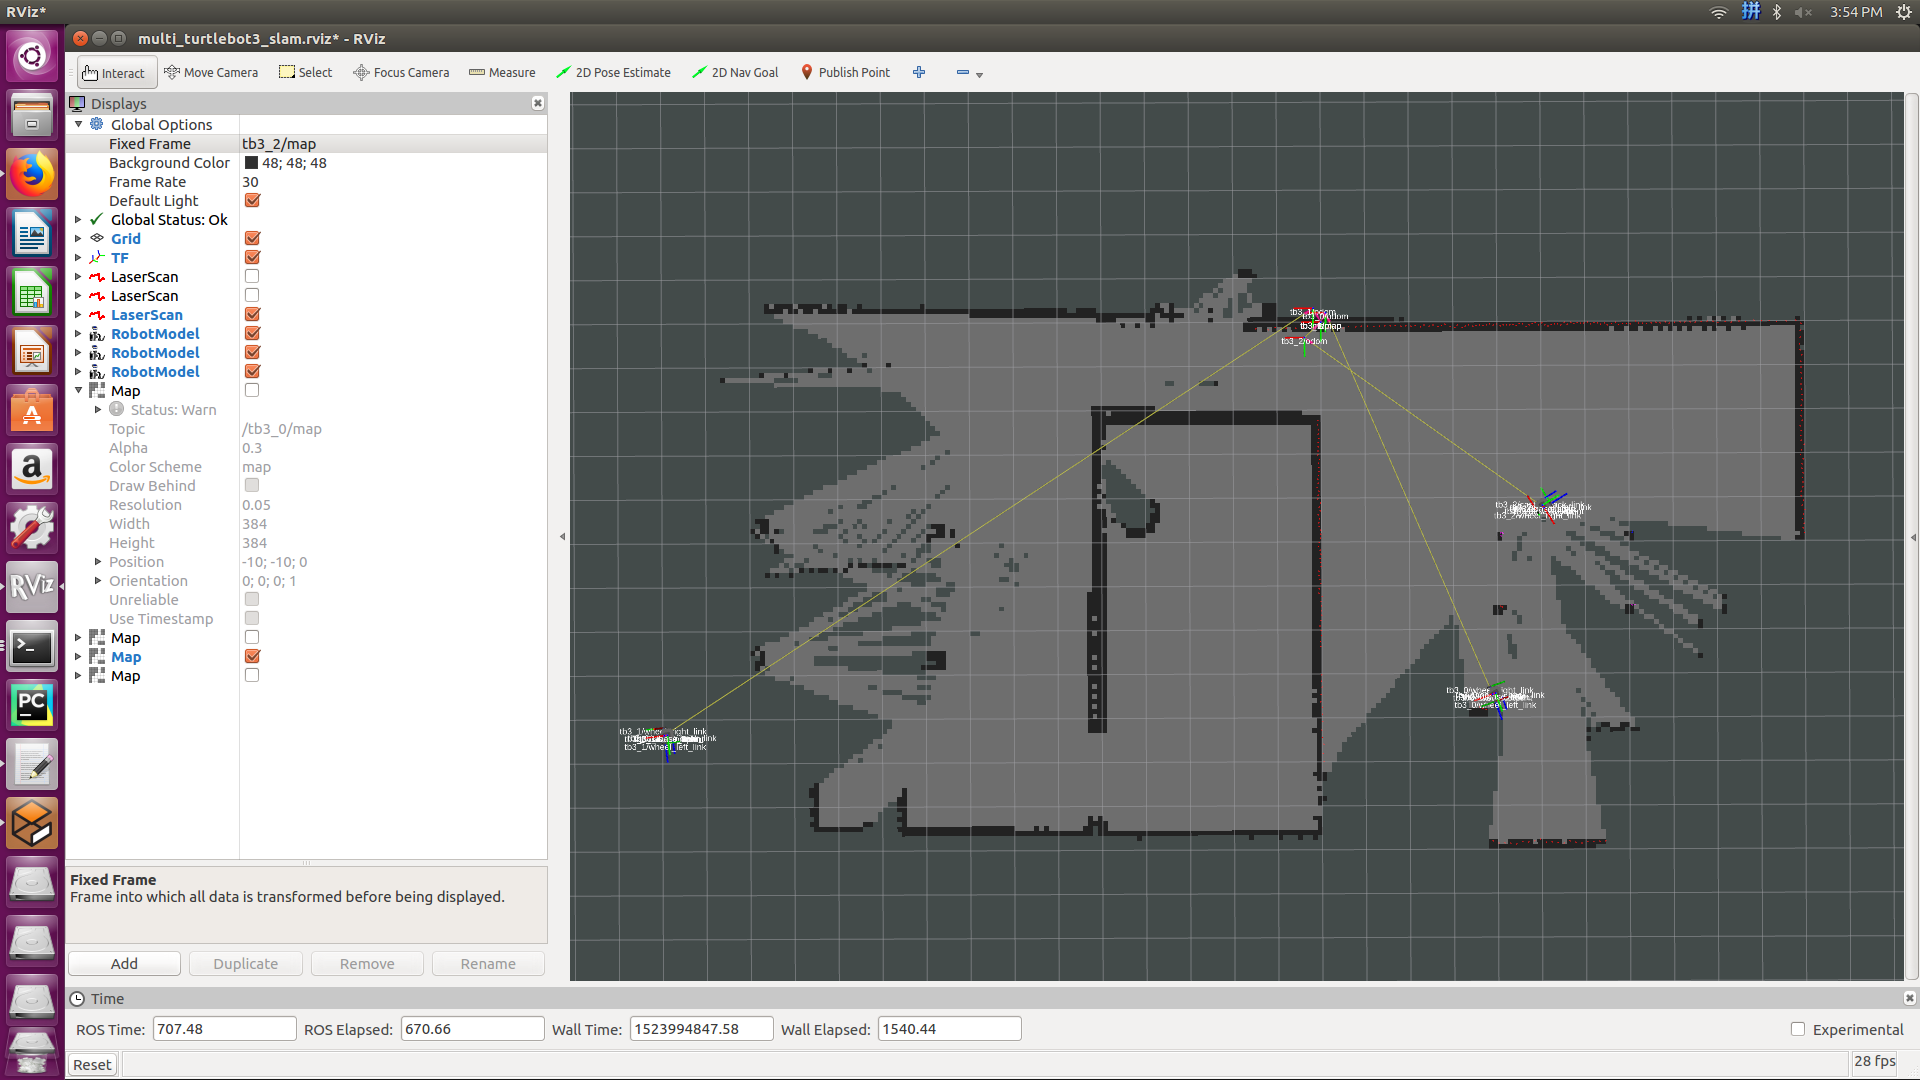 RViz*
拼
3:54 PM
multi_turtlebot3_slam.rviz* - RViz
Interact
Move Camera
Select
Focus Camera
Measure
2D Pose Estimate
2D Nav Goal
Publish Point
Displays
Global Options
Fixed Frame tb3_2/map
Background Color 48; 48; 48
Frame Rate 30
Default Light
Global Status: Ok
Grid
TF
LaserScan
LaserScan
LaserScan
RobotModel
RobotModel
RobotModel
Map
Status: Warn
Topic /tb3_0/map
Alpha 0.3
Color Scheme map
Draw Behind
Resolution 0.05
Width 384
Height 384
Position -10; -10; 0
Orientation 0; 0; 0; 1
Unreliable
Use Timestamp
Map
Map
Map
Fixed Frame
Frame into which all data is transformed before being displayed.
Add
Duplicate
Remove
Rename
tb3_2/odom
tb3_1/wheel_right_link
tb3_1/wheel_left_link
tb3_0/wheel_left_link
Time
ROS Time: 707.48
ROS Elapsed: 670.66
Wall Time: 1523994847.58
Wall Elapsed: 1540.44
Experimental
Reset
28 fps
RViz
PC